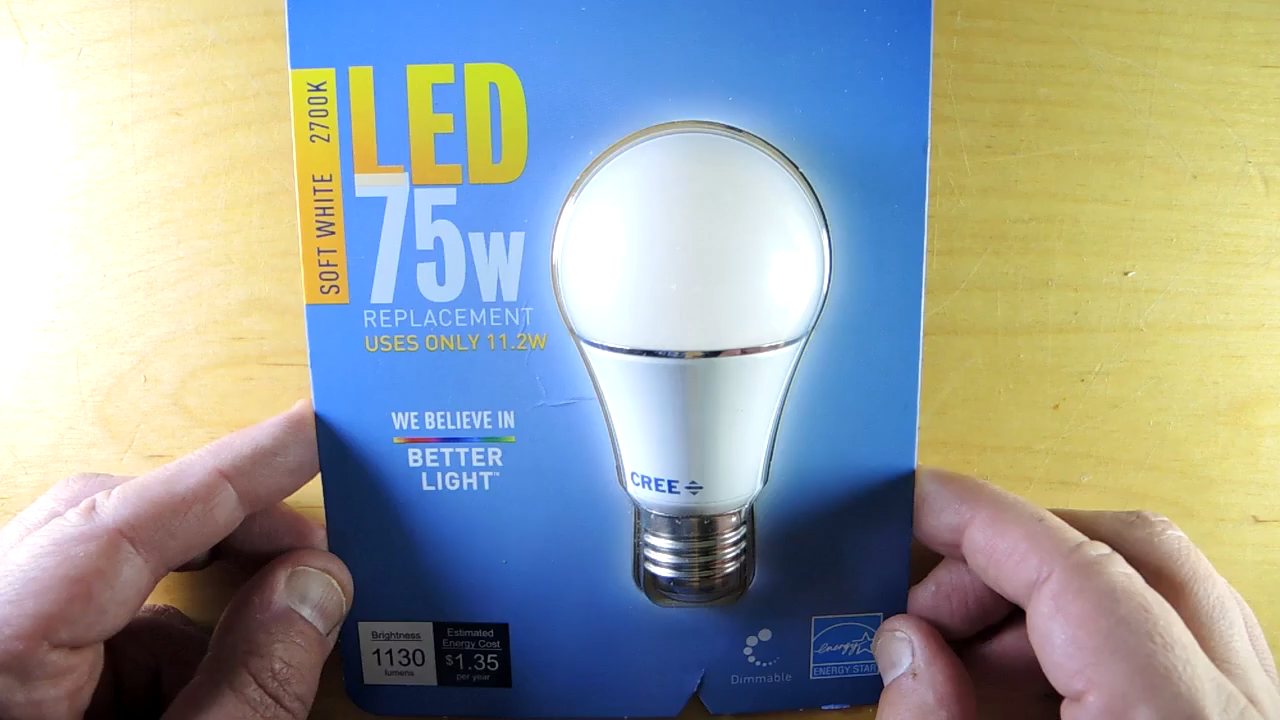 SOFT WHITE 2700K
LED
75W
REPLACEMENT
USES ONLY 11.2W
WE BELIEVE IN
BETTER
LIGHT™
CREE
Brightness
1130
lumens
Estimated
Energy Cost
$1.35
per year
Dimmable
energy
ENERGY STAR